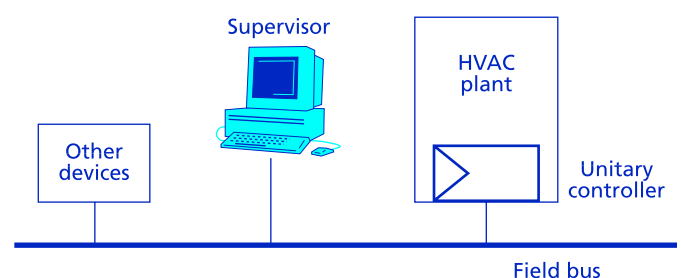 Supervisor
HVAC
plant
Other
devices
Unitary
controller
Field bus